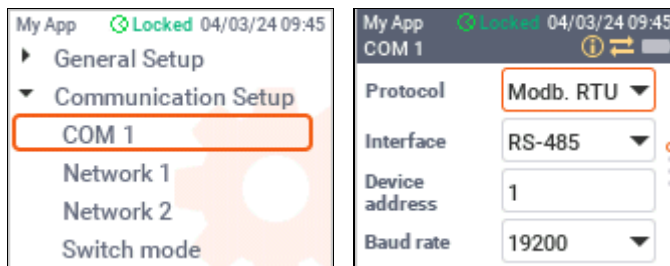 My App Locked 04/03/24 09:45
General Setup
Communication Setup
COM 1
Network 1
Network 2
Switch mode
My App Locked 04/03/24 09:45
COM 1
Protocol Modb. RTU
Interface RS-485
Device
address 1
Baud rate 19200